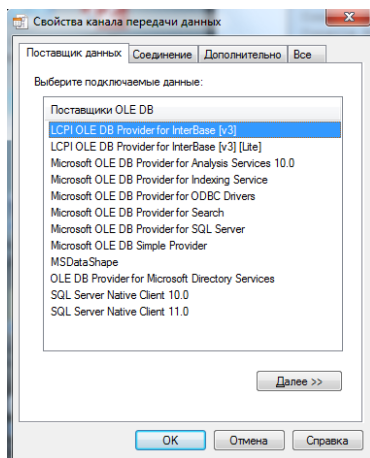 Свойства канала передачи данных
Поставщик данных Соединение Дополнительно Все
Выберите подключаемые данные:
Поставщики OLE DB
LCPI OLE DB Provider for InterBase [v3]
LCPI OLE DB Provider for InterBase [v3] [Lite]
Microsoft OLE DB Provider for Analysis Services 10.0
Microsoft OLE DB Provider for Indexing Service
Microsoft OLE DB Provider for ODBC Drivers
Microsoft OLE DB Provider for Search
Microsoft OLE DB Provider for SQL Server
Microsoft OLE DB Simple Provider
MSDataShape
OLE DB Provider for Microsoft Directory Services
SQL Server Native Client 10.0
SQL Server Native Client 11.0
Далее >>
OK Отмена Справка